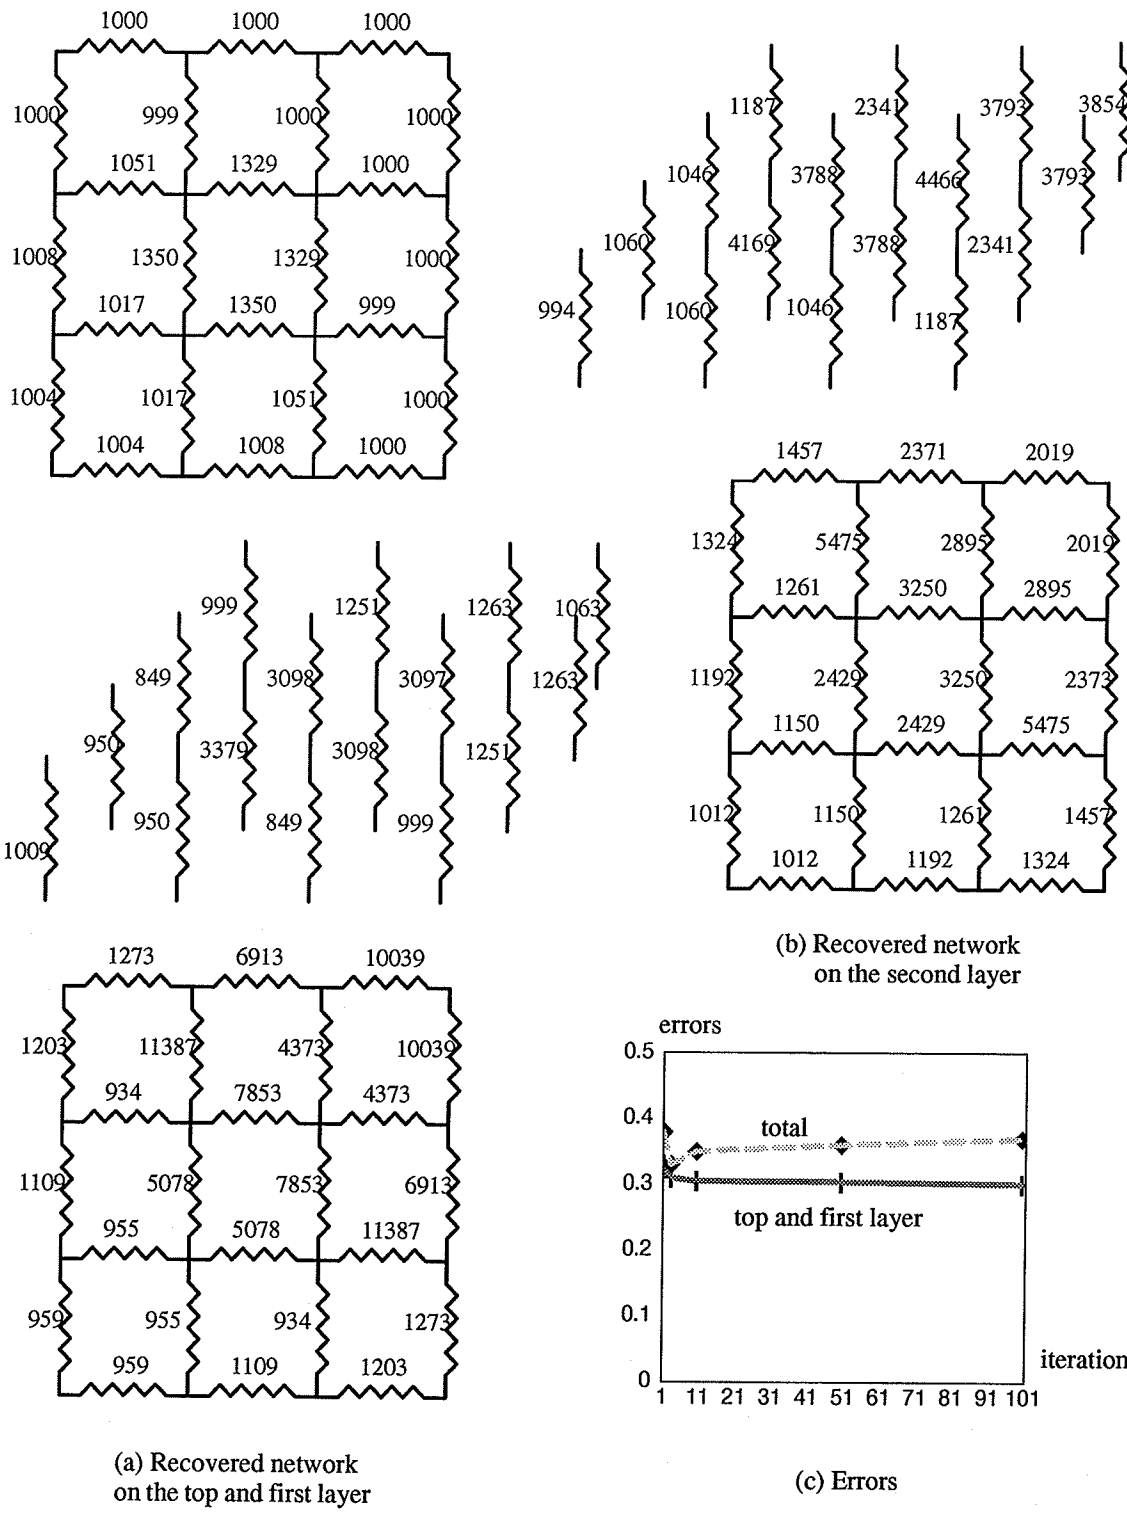 1000 1000 1000
1000 999 1000 1000
1051 1329 1000
1008 1350 1329 1000
1017 1350 999
1004 1017 1051 1000
1004 1008 1000
999 1251 1263 1063
849 3098 3097 1263
950 3379 3098 1251
950 849 999
1009
1273 6913 10039
1203 11387 4373 10039
934 7853 4373
1109 5078 7853 6913
955 5078 11387
959 955 934 1273
959 1109 1203
(a) Recovered network
on the top and first layer
1187 2341 3793 3854
1046 3788 4466 3793
1060 4169 3788 2341
994 1060 1046 1187
1457 2371 2019
1324 5475 2895 2019
1261 3250 2895
1192 2429 3250 2373
1150 2429 5475
1012 1150 1261 1457
1012 1192 1324
(b) Recovered network
on the second layer
errors
0.5
0.4
total
0.3
top and first layer
0.2
0.1
iteration
0
1 11 21 31 41 51 61 71 81 91 101
(c) Errors